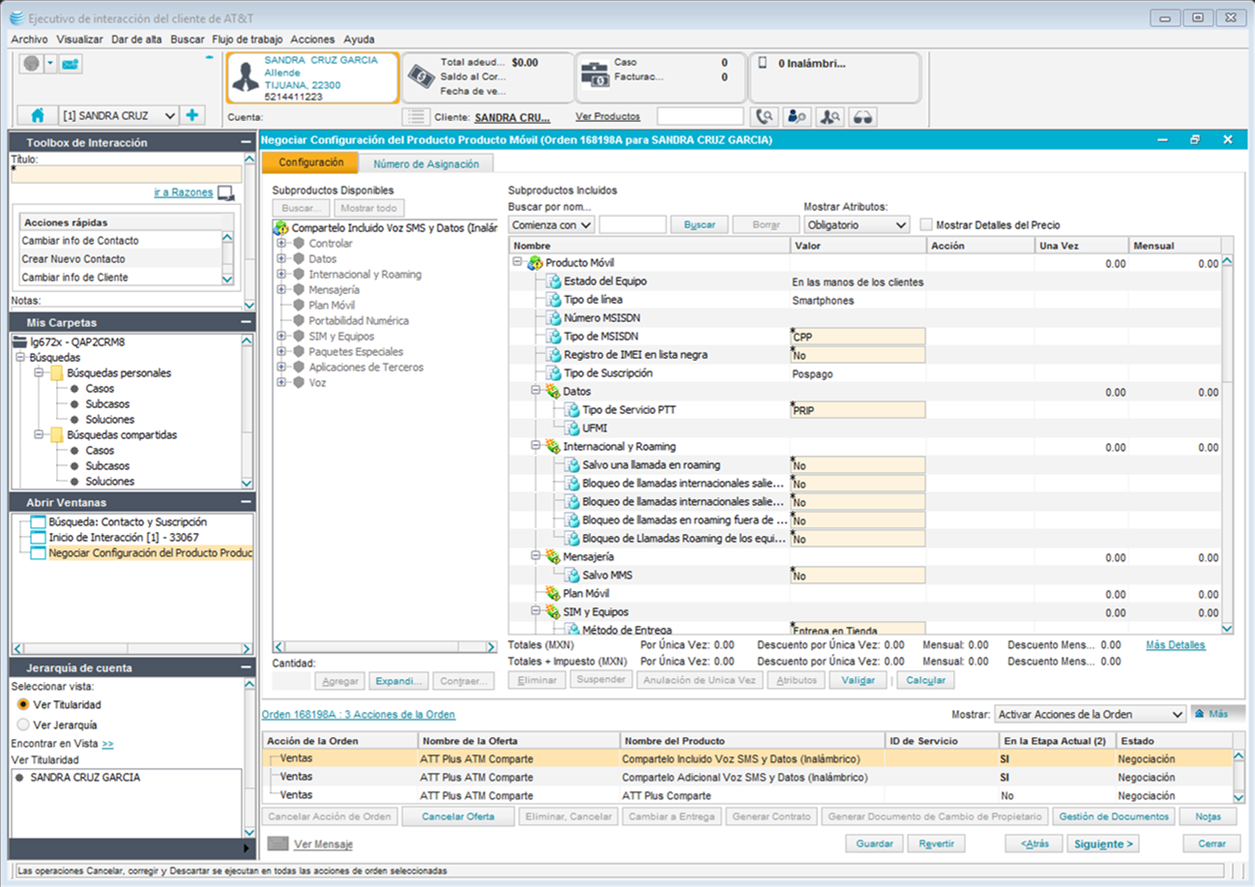 Ejecutivo de interacción del cliente de AT&T
Archivo Visualizar Dar de alta Buscar Flujo de trabajo Acciones Ayuda
SANDRA CRUZ GARCIA
Allende
TIJUANA, 22300
5214411223
Total adeud... $0.00
Saldo al Cor...
Fecha de ve...
Caso 0
Facturac... 0
0 Inalámbri...
[1] SANDRA CRUZ
Cuenta:
Cliente: SANDRA CRU...
Ver Productos
Toolbox de Interacción
Título:
*
ir a Razones
Acciones rápidas
Cambiar info de Contacto
Crear Nuevo Contacto
Cambiar info de Cliente
Notas:
Mis Carpetas
lg672x - QAP2CRM8
Búsquedas
Búsquedas personales
Casos
Subcasos
Soluciones
Búsquedas compartidas
Casos
Subcasos
Soluciones
Abrir Ventanas
Búsqueda: Contacto y Suscripción
Inicio de Interacción [1] - 33067
Negociar Configuración del Producto Produc
Jerarquía de cuenta
Seleccionar vista:
Ver Titularidad
Ver Jerarquía
Encontrar en Vista >>
Ver Titularidad
SANDRA CRUZ GARCIA
Negociar Configuración del Producto Producto Móvil (Orden 168198A para SANDRA CRUZ GARCIA)
Configuración
Número de Asignación
Subproductos Disponibles
Buscar...
Mostrar todo
Compartelo Incluido Voz SMS y Datos (Inalár
Controlar
Datos
Internacional y Roaming
Mensajería
Plan Móvil
Portabilidad Numérica
SIM y Equipos
Paquetes Especiales
Aplicaciones de Terceros
Voz
Cantidad:
Agregar
Expandi...
Contraer...
Subproductos Incluidos
Buscar por nom...
Mostrar Atributos:
Comienza con
Buscar
Borrar
Obligatorio
Mostrar Detalles del Precio
Nombre Valor Acción Una Vez Mensual
Producto Móvil 0.00 0.00
Estado del Equipo En las manos de los clientes
Tipo de línea Smartphones
Número MSISDN
Tipo de MSISDN *CPP
Registro de IMEI en lista negra *No
Tipo de Suscripción Pospago
Datos 0.00 0.00
Tipo de Servicio PTT *PRIP
UFMI
Internacional y Roaming 0.00 0.00
Salvo una llamada en roaming *No
Bloqueo de llamadas internacionales salie... *No
Bloqueo de llamadas internacionales salie... *No
Bloqueo de llamadas en roaming fuera de ... *No
Bloqueo de Llamadas Roaming de los equi... *No
Mensajería 0.00 0.00
Salvo MMS *No
Plan Móvil 0.00 0.00
SIM y Equipos 0.00 0.00
Método de Entrega *Entrega en Tienda
Totales (MXN) Por Única Vez: 0.00 Descuento por Única Vez: 0.00 Mensual: 0.00 Descuento Mens... 0.00 Más Detalles
Totales + Impuesto (MXN) Por Única Vez: 0.00 Descuento por Única Vez: 0.00 Mensual: 0.00 Descuento Mens... 0.00
Eliminar Suspender Anulación de Unica Vez Atributos Validar | Calcular
Orden 168198A : 3 Acciones de la Orden
Mostrar: Activar Acciones de la Orden Más
Acción de la Orden Nombre de la Oferta Nombre del Producto ID de Servicio En la Etapa Actual (2) Estado
Ventas ATT Plus ATM Comparte Compartelo Incluido Voz SMS y Datos (Inalámbrico) SI Negociación
Ventas ATT Plus ATM Comparte Compartelo Adicional Voz SMS y Datos (Inalámbrico) SI Negociación
Ventas ATT Plus ATM Comparte ATT Plus Comparte No Negociación
Cancelar Acción de Orden Cancelar Oferta Eliminar, Cancelar Cambiar a Entrega Generar Contrato Generar Documento de Cambio de Propietario Gestión de Documentos Notas
Ver Mensaje
Guardar Revertir <Atrás Siguiente > Cerrar
Las operaciones Cancelar, corregir y Descartar se ejecutan en todas las acciones de orden seleccionadas